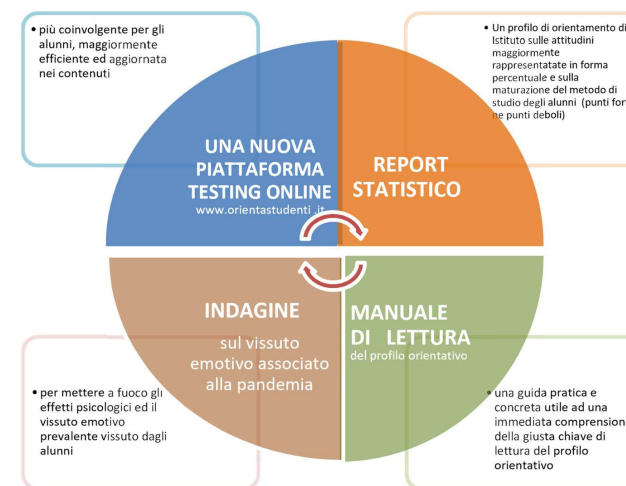 • più coinvolgente per gli
alunni, maggiormente
efficiente ed aggiornata
nei contenuti
• Un profilo di orientamento di
Istituto sulle attitudini
maggiormente
rappresentatate in forma
percentuale e sulla
maturazione del metodo di
studio degli alunni (punti for
ne punti deboli)
UNA NUOVA
PIATTAFORMA
TESTING ONLINE
www.orientastudenti .it
REPORT
STATISTICO
INDAGINE
sul vissuto
emotivo associato
alla pandemia
MANUALE
DI LETTURA
del profilo orientativo
• per mettere a fuoco gli
effetti psicologici ed il
vissuto emotivo
prevalente vissuto dagli
alunni
• una guida pratica e
concreta utile ad una
immediata comprension
della giusta chiave di
lettura del profilo
orientativo